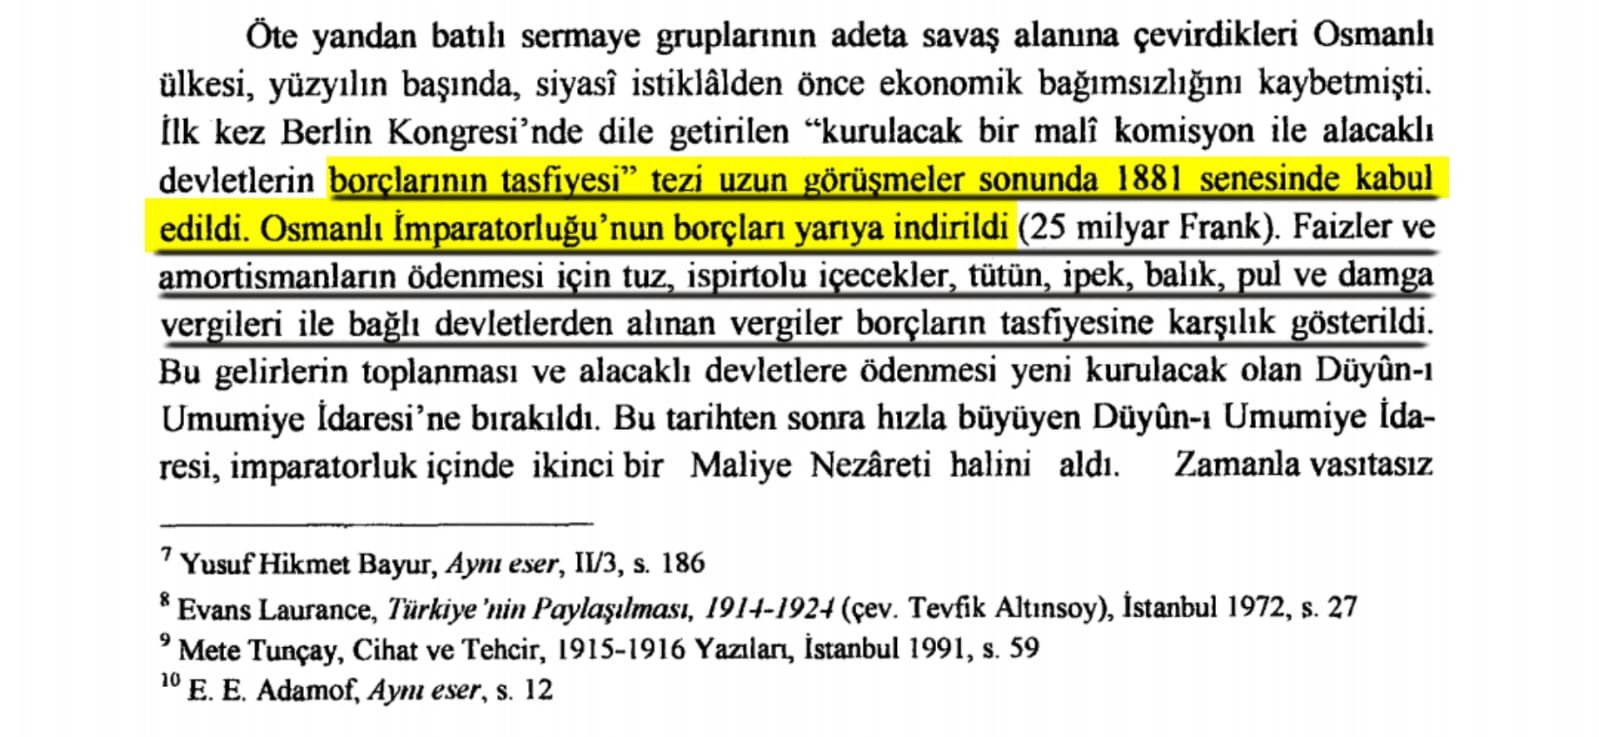 Öte yandan batılı sermaye gruplarının adeta savaş alanına çevirdikleri Osmanlı
ülkesi, yüzyılın başında, siyasî istiklâlden önce ekonomik bağımsızlığını kaybetmişti.
İlk kez Berlin Kongresi’nde dile getirilen “kurulacak bir malî komisyon ile alacaklı
devletlerin borçlarının tasfiyesi” tezi uzun görüşmeler sonunda 1881 senesinde kabul
edildi. Osmanlı İmparatorluğu’nun borçları yarıya indirildi (25 milyar Frank). Faizler ve
amortismanların ödenmesi için tuz, ispirtolu içecekler, tütün, ipek, balık, pul ve damga
vergileri ile bağlı devletlerden alınan vergiler borçların tasfiyesine karşılık gösterildi.
Bu gelirlerin toplanması ve alacaklı devletlere ödenmesi yeni kurulacak olan Düyûn-ı
Umumiye İdaresi’ne bırakıldı. Bu tarihten sonra hızla büyüyen Düyûn-ı Umumiye İda-
resi, imparatorluk içinde ikinci bir Maliye Nezâreti halini aldı. Zamanla vasıtasız
7 Yusuf Hikmet Bayur, Aynı eser, II/3, s. 186
8 Evans Laurance, Türkiye’nin Paylaşılması, 1914-1924 (çev. Tevfik Altınsoy), İstanbul 1972, s. 27
9 Mete Tunçay, Cihat ve Tehcir, 1915-1916 Yazıları, İstanbul 1991, s. 59
10 E. E. Adamof, Aynı eser, s. 12